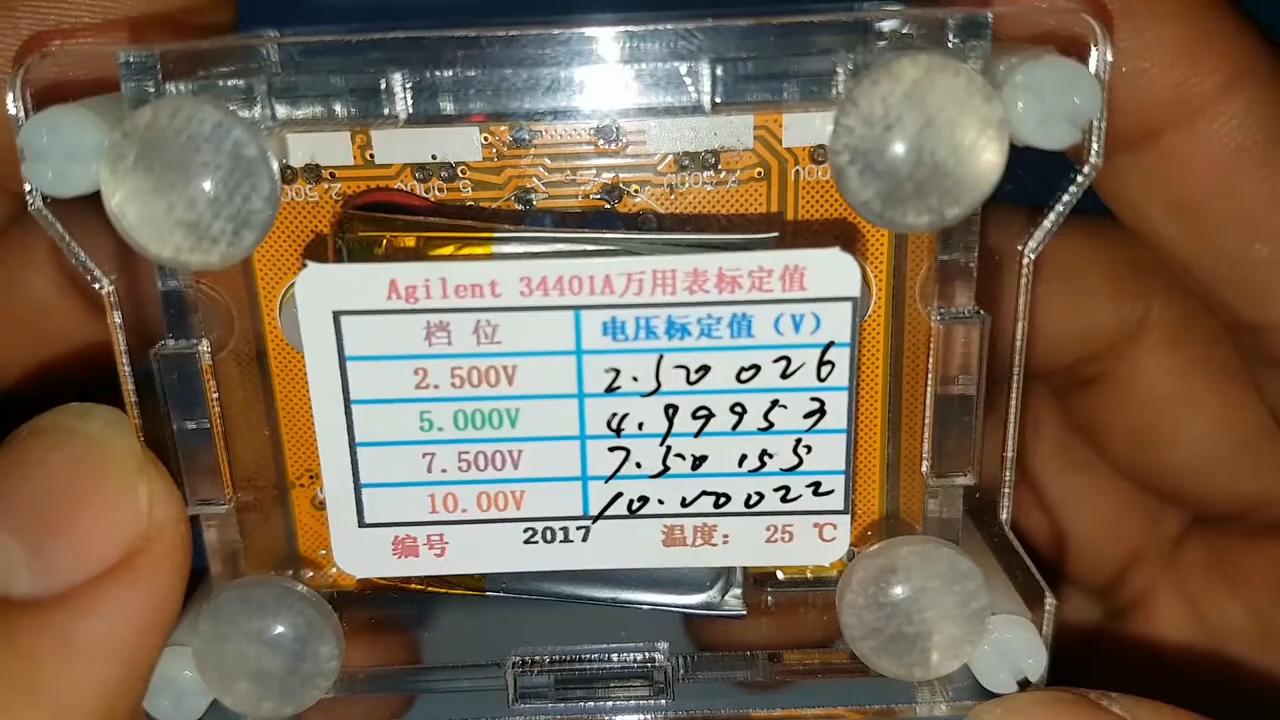 Agilent 34401A万用表标定值
档 位 电压标定值（V）
2.500V 2.50026
5.000V 4.99953
7.500V 7.50155
10.00V 10.00022
编号 2017 温度： 25 ℃